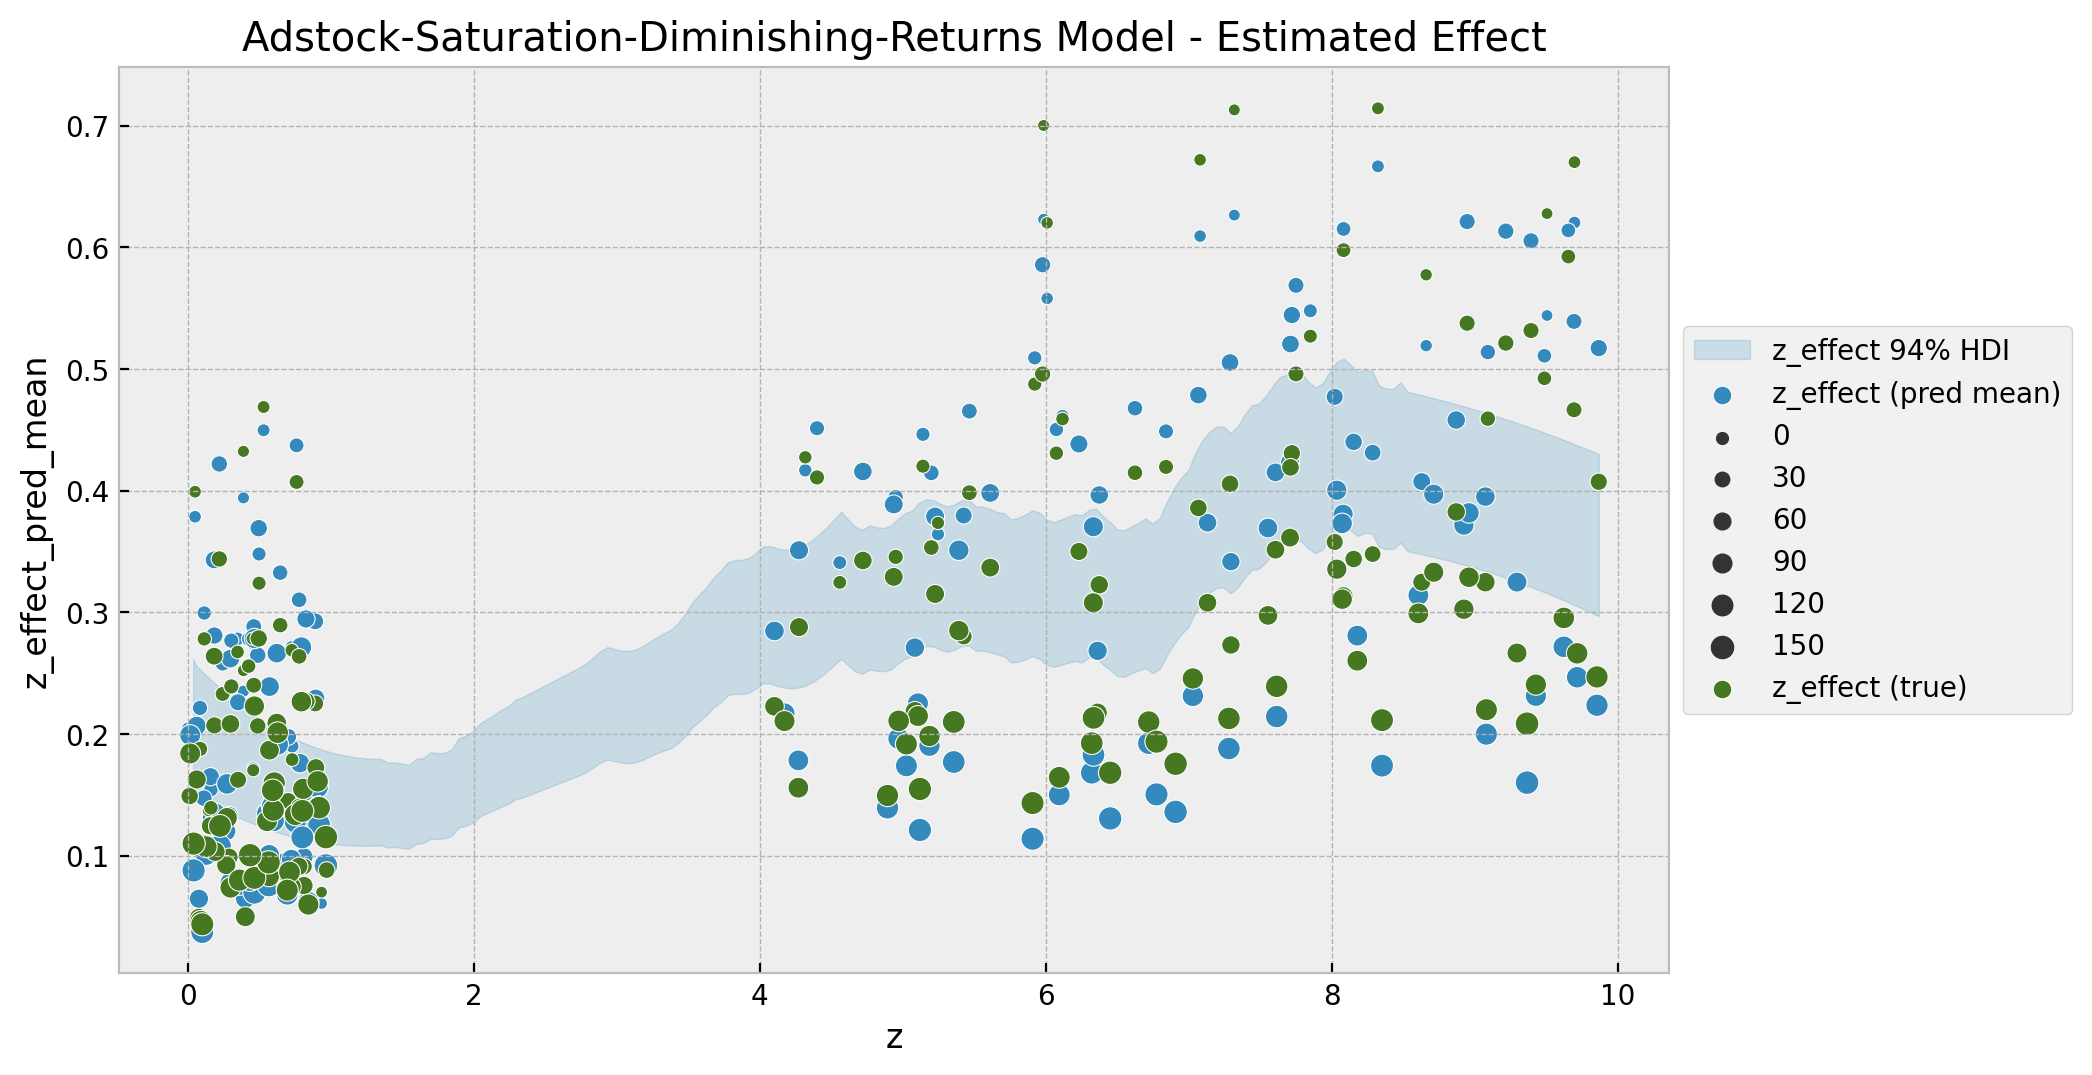 Adstock-Saturation-Diminishing-Returns Model - Estimated Effect
z_effect_pred_mean
0.7
0.6
0.5
0.4
0.3
0.2
0.1
0 2 4 6 8 10
z
z_effect 94% HDI
z_effect (pred mean)
0
30
60
90
120
150
z_effect (true)